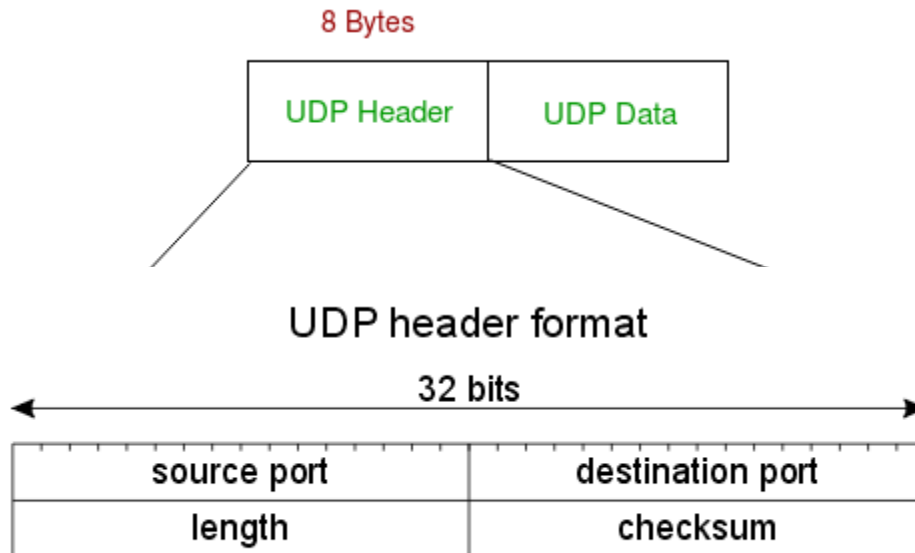 8 Bytes
UDP Header UDP Data
UDP header format
32 bits
source port destination port
length checksum